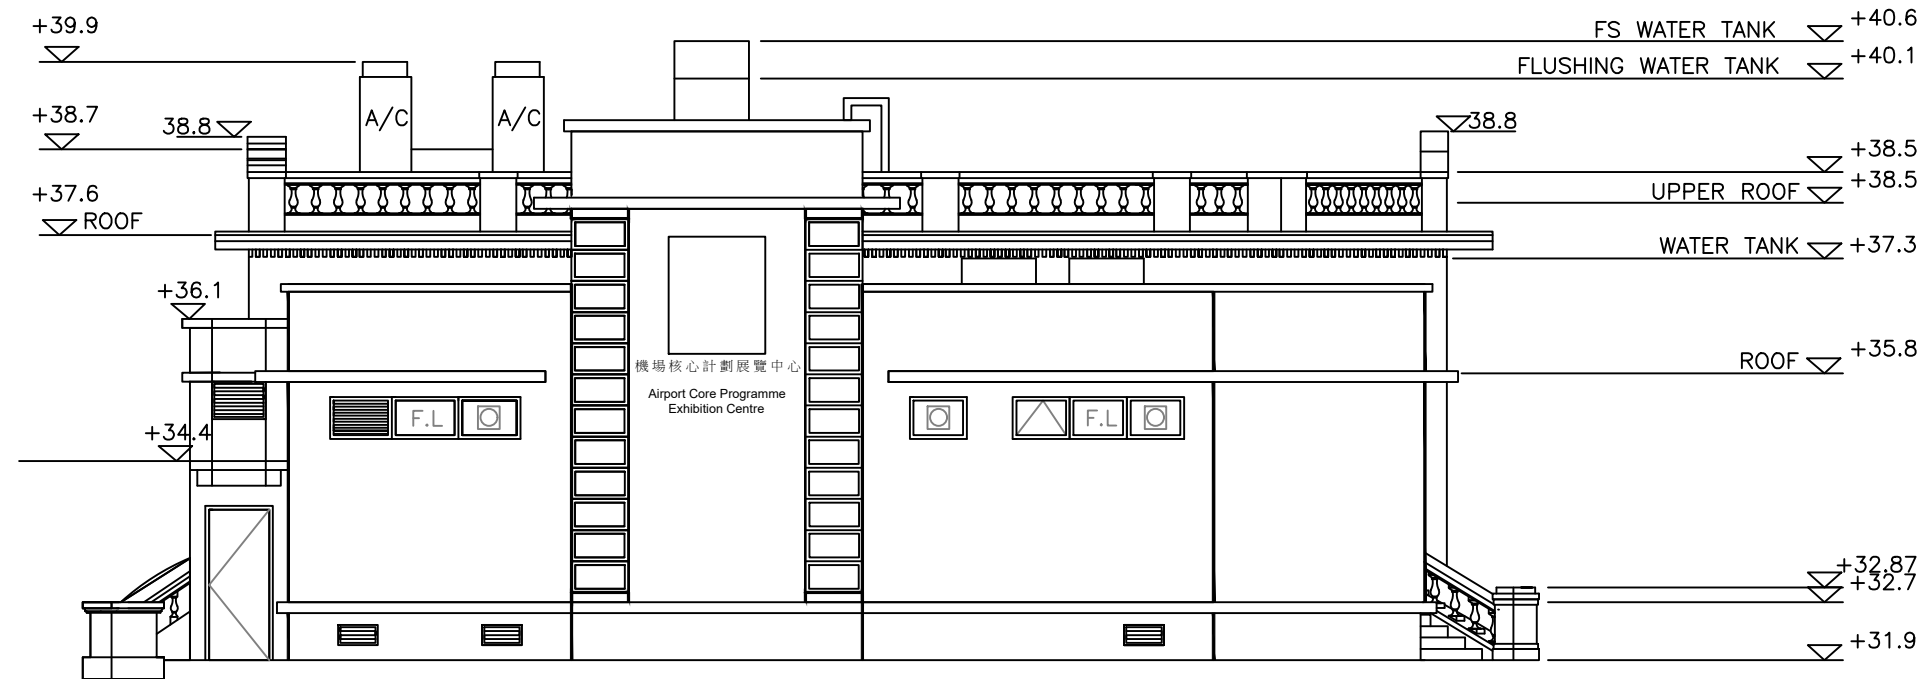 +39.9
+38.7
38.8
+37.6
ROOF
+36.1
+34.4
A/C
A/C
FS WATER TANK +40.6
FLUSHING WATER TANK +40.1
38.8
+38.5
UPPER ROOF +38.5
WATER TANK +37.3
ROOF +35.8
機場核心計劃展覽中心
Airport Core Programme
Exhibition Centre
F.L
F.L
+32.87
+32.7
+31.9